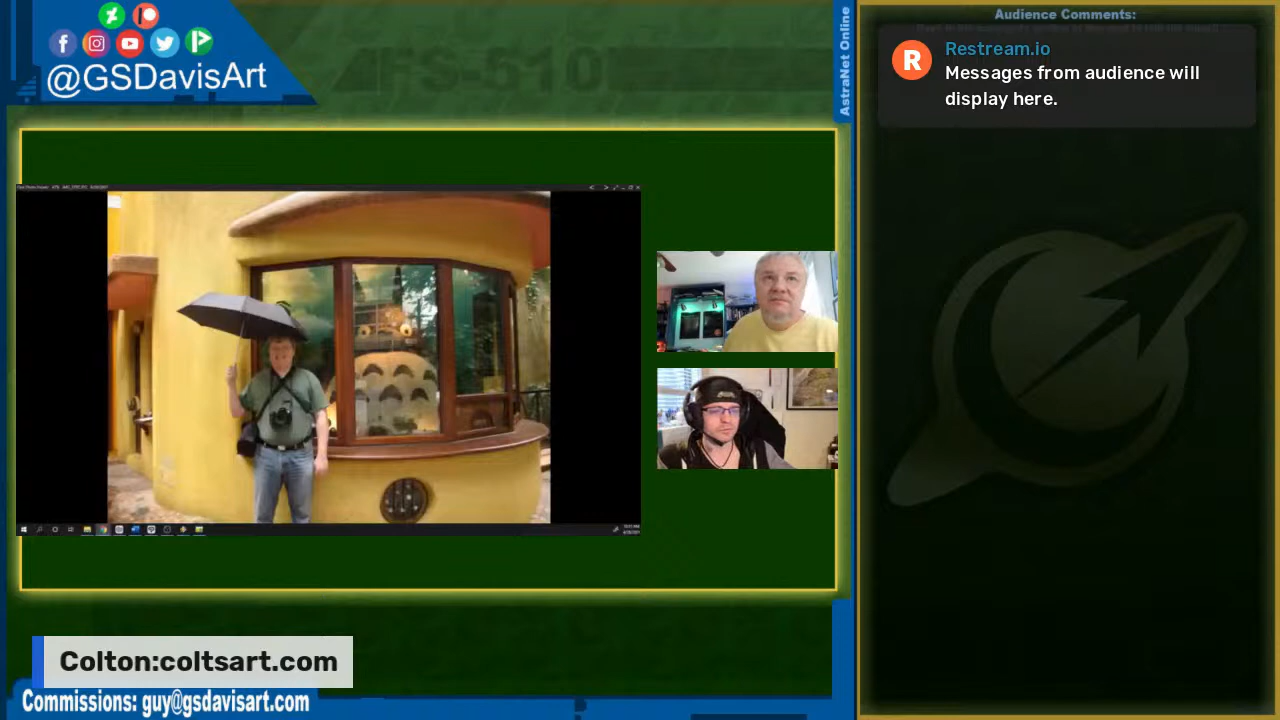 @GSDavisArt
AstraNet Online
Audience Comments:
R
Restream.io
Messages from audience will
display here.
Colton:coltsart.com
Commissions: guy@gsdavisart.com